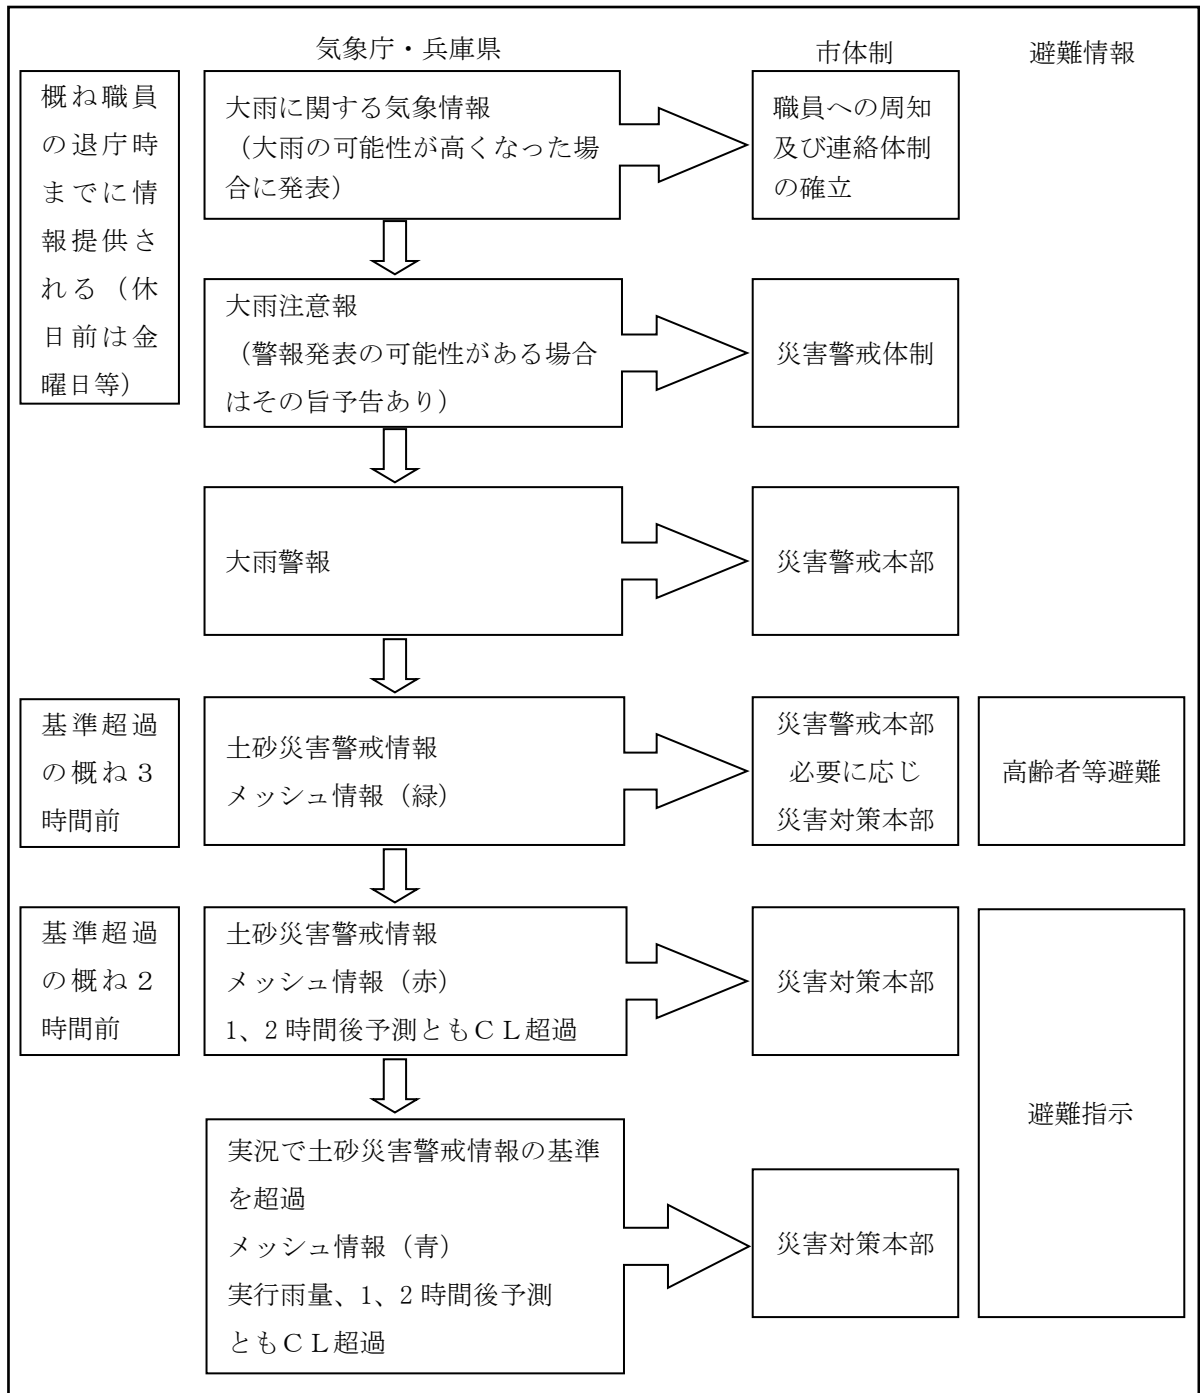 気象庁・兵庫県
市体制
避難情報
概ね職員
の退庁時
までに情
報提供さ
れる（休
日前は金
曜日等）
大雨に関する気象情報
（大雨の可能性が高くなった場
合に発表）
職員への周知
及び連絡体制
の確立
大雨注意報
（警報発表の可能性がある場合
はその旨予告あり）
災害警戒体制
大雨警報
災害警戒本部
基準超過
の概ね３
時間前
土砂災害警戒情報
メッシュ情報（緑）
災害警戒本部
必要に応じ
災害対策本部
高齢者等避難
基準超過
の概ね２
時間前
土砂災害警戒情報
メッシュ情報（赤）
1、2 時間後予測ともＣＬ超過
災害対策本部
避難指示
実況で土砂災害警戒情報の基準
を超過
メッシュ情報（青）
実行雨量、1、2 時間後予測
ともＣＬ超過
災害対策本部